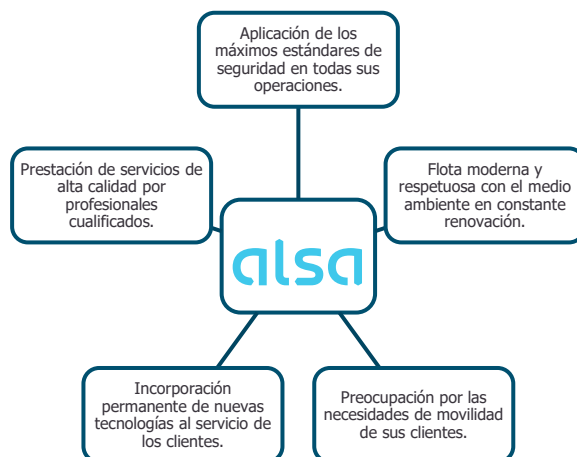 Aplicación de los
máximos estándares de
seguridad en todas sus
operaciones.
Prestación de servicios de
alta calidad por
profesionales
cualificados.
Flota moderna y
respetuosa con el medio
ambiente en constante
renovación.
alsa
Incorporación
permanente de nuevas
tecnologías al servicio de
los clientes.
Preocupación por las
necesidades de movilidad
de sus clientes.